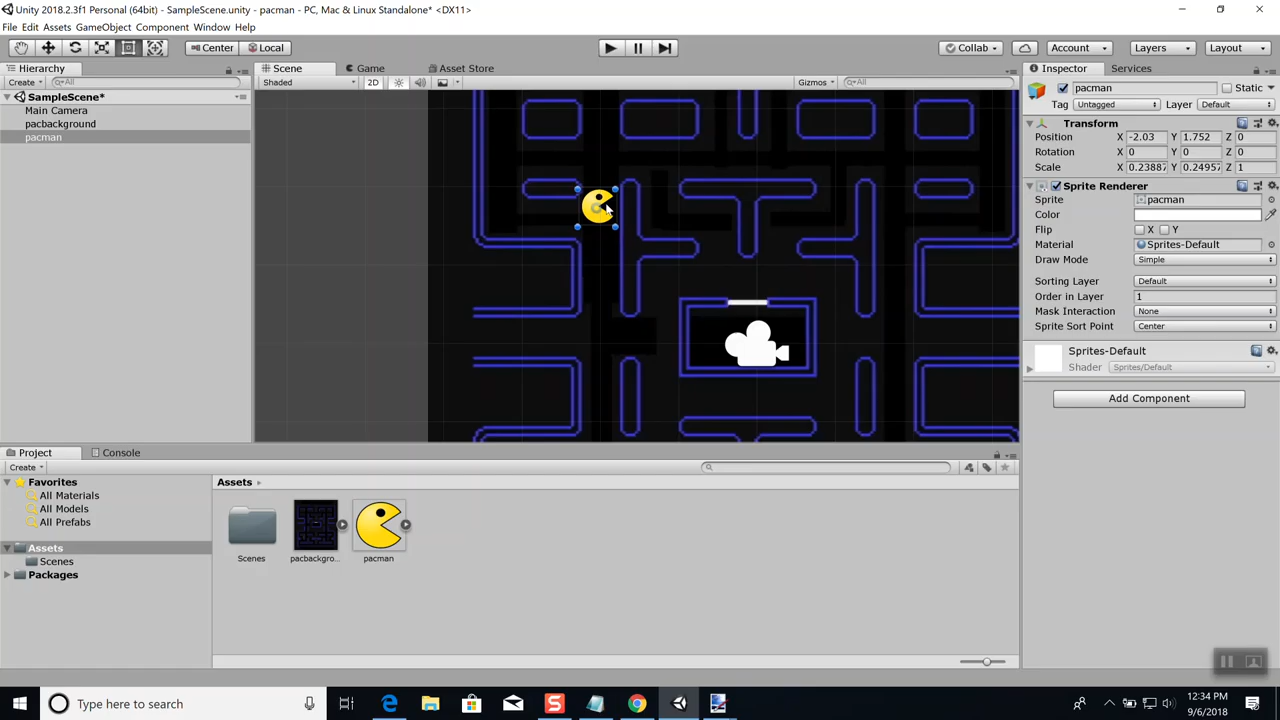 Unity 2018.2.3f1 Personal (64bit) - SampleScene.unity - pacman - PC, Mac & Linux Standalone* <DX11>
File Edit Assets GameObject Component Window Help
Center Local Collab Account Layers Layout
Hierarchy
Create All
SampleScene*
Main Camera
pacbackground
pacman
Scene Game Asset Store
Shaded 2D Gizmos All
Inspector Services
pacman Static
Tag Untagged Layer Default
Transform
Position X -2.03 Y 1.752 Z 0
Rotation X 0 Y 0 Z 0
Scale X 0.23887 Y 0.24957 Z 1
Sprite Renderer
Sprite pacman
Color
Flip X Y
Material Sprites-Default
Draw Mode Simple
Sorting Layer Default
Order in Layer 1
Mask Interaction None
Sprite Sort Point Center
Sprites-Default
Shader Sprites/Default
Add Component
Project Console
Create
Favorites
All Materials
All Models
All Prefabs
Assets
Scenes
Packages
Assets
Scenes pacbackgro... pacman
Type here to search
12:34 PM
9/6/2018